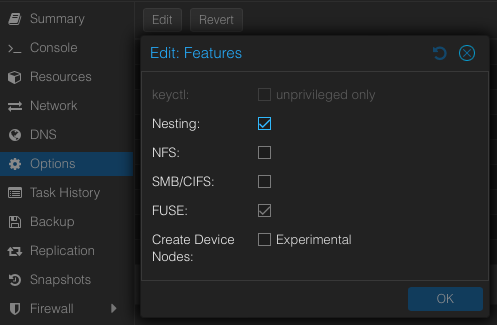 Summary
Console
Resources
Network
DNS
Options
Task History
Backup
Replication
Snapshots
Firewall
Edit Revert
Edit: Features
keyctl: unprivileged only
Nesting:
NFS:
SMB/CIFS:
FUSE:
Create Device Experimental
Nodes:
OK